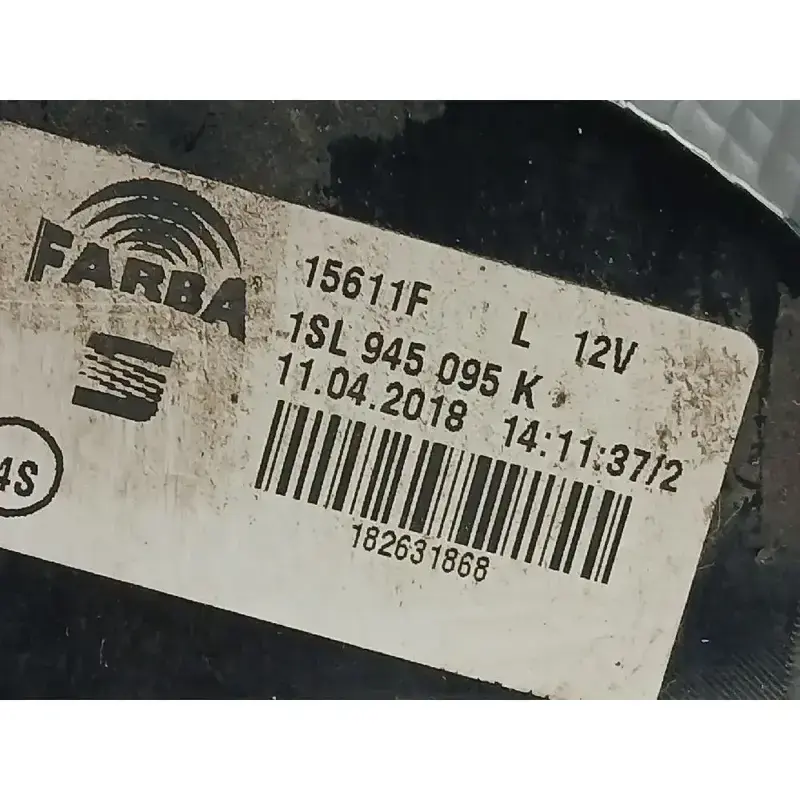 FARBA
15611F L 12V
1SL 945 095 K
11.04.2018 14:11:37/2
182631868
4S